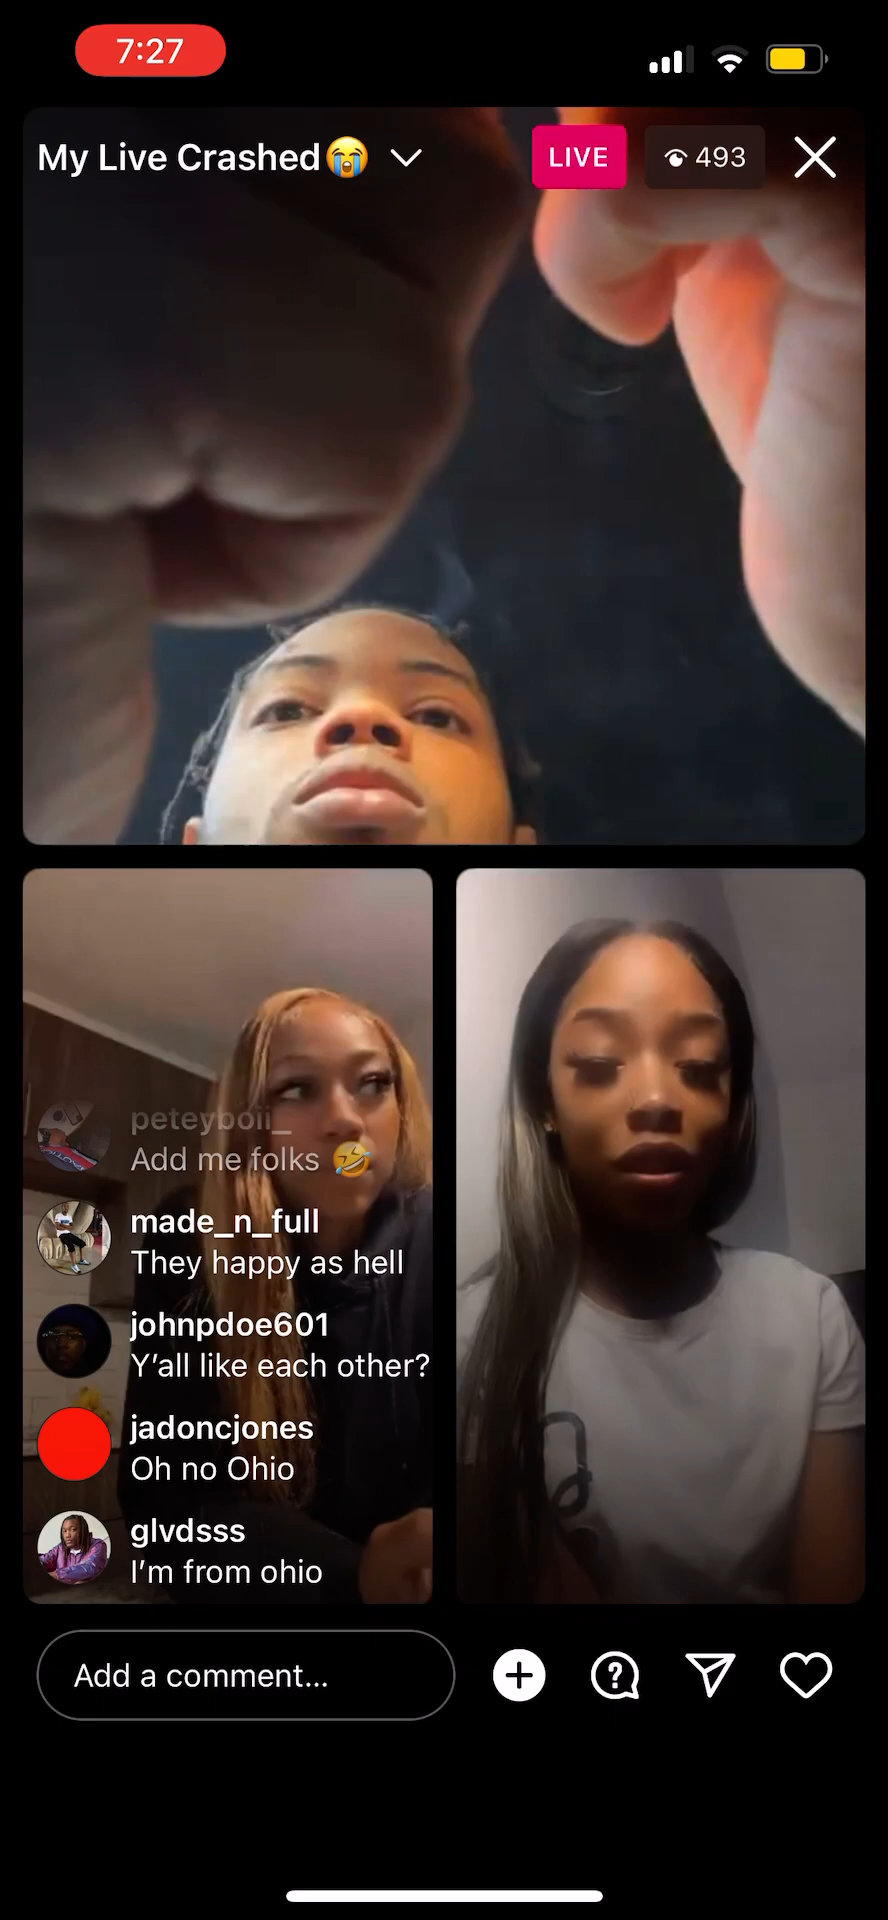 7:27
My Live Crashed😭
LIVE
493
peteyboii_
Add me folks 🤣
made_n_full
They happy as hell
johnpdoe601
Y’all like each other?
jadoncjones
Oh no Ohio
glvdsss
I’m from ohio
Add a comment...